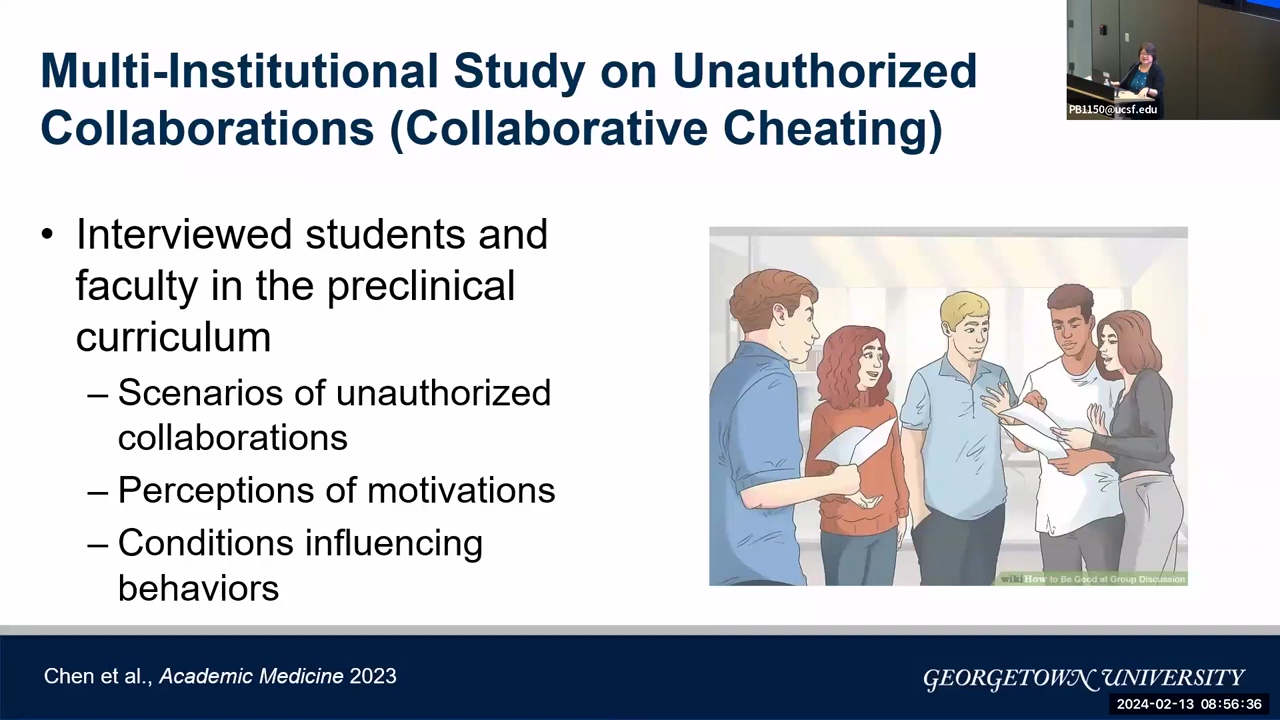 Multi-Institutional Study on Unauthorized
Collaborations (Collaborative Cheating)
PB1150@ucsf.edu
• Interviewed students and
faculty in the preclinical
curriculum
– Scenarios of unauthorized
collaborations
– Perceptions of motivations
– Conditions influencing
behaviors
wikiHow to Be Good at Group Discussion
Chen et al., Academic Medicine 2023
GEORGETOWN UNIVERSITY
2024-02-13 08:56:36